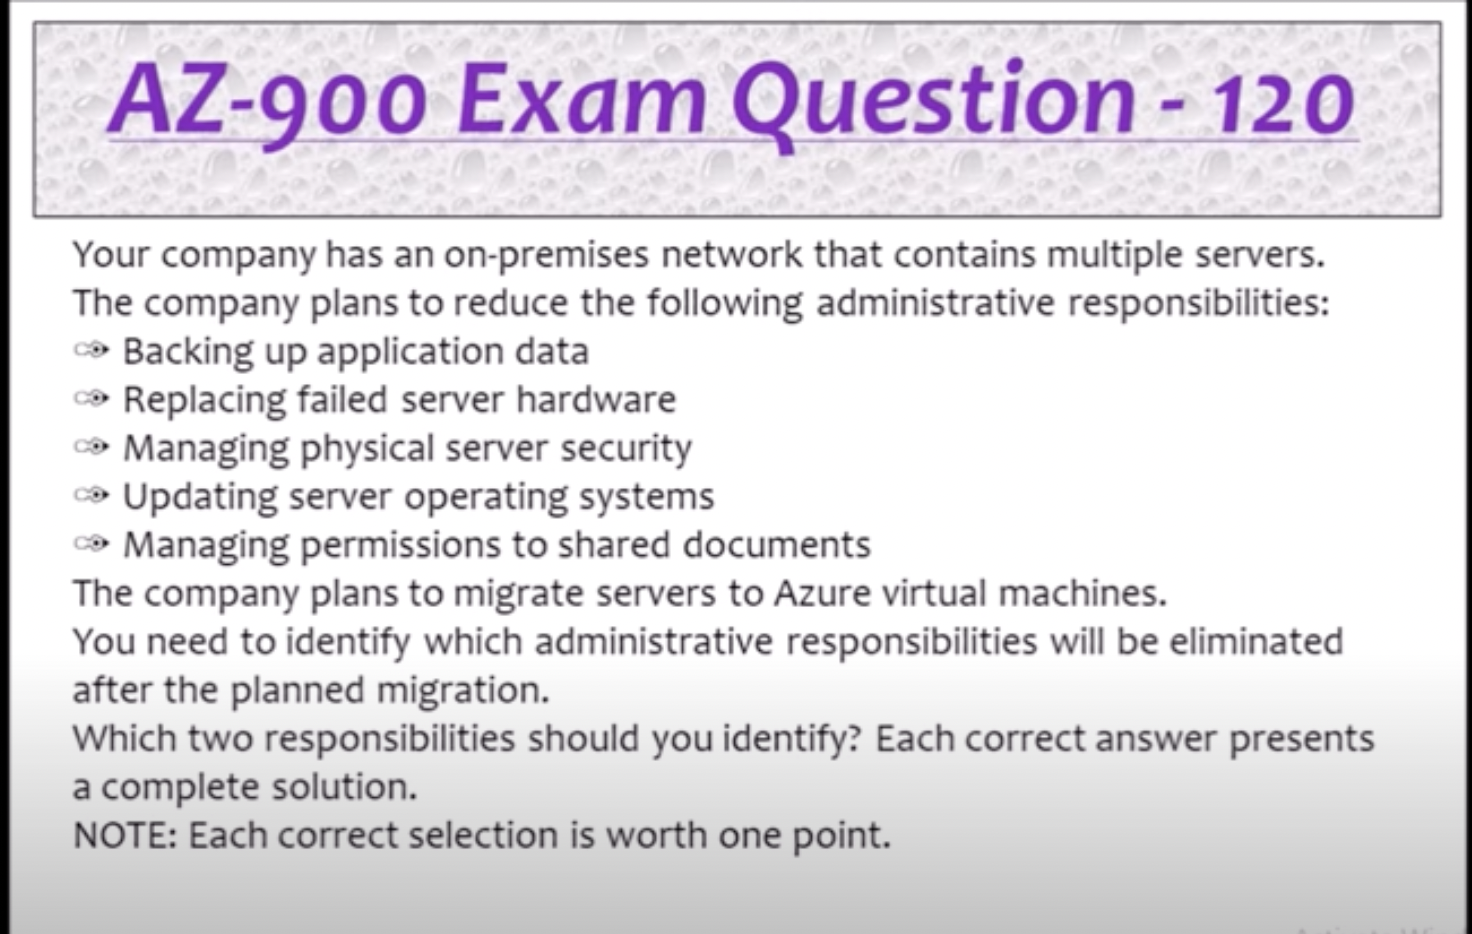 AZ-900 Exam Question - 120
Your company has an on-premises network that contains multiple servers.
The company plans to reduce the following administrative responsibilities:
Backing up application data
Replacing failed server hardware
Managing physical server security
Updating server operating systems
Managing permissions to shared documents
The company plans to migrate servers to Azure virtual machines.
You need to identify which administrative responsibilities will be eliminated
after the planned migration.
Which two responsibilities should you identify? Each correct answer presents
a complete solution.
NOTE: Each correct selection is worth one point.